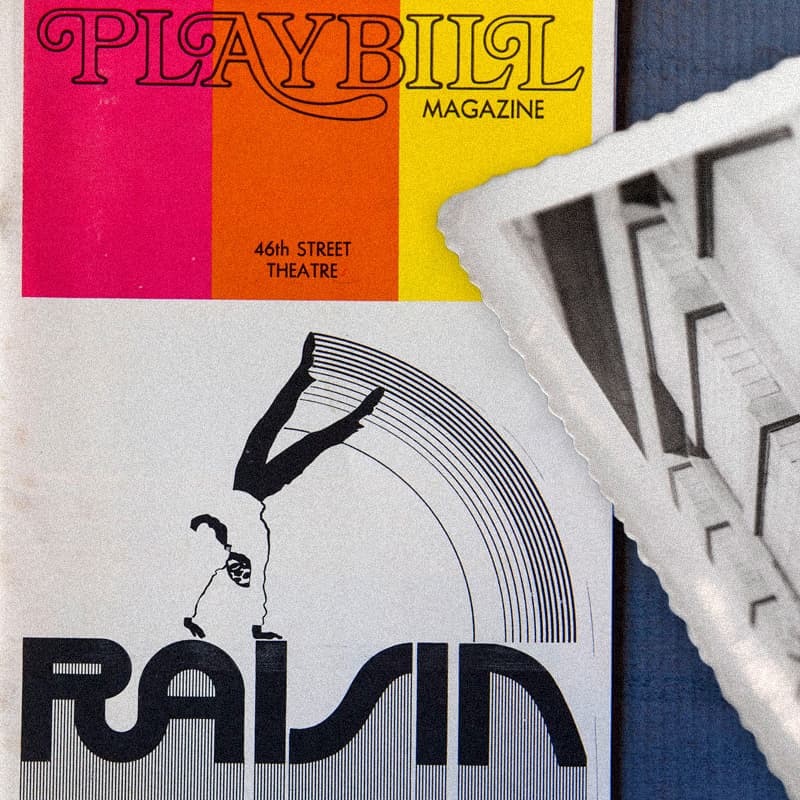 PLAYBILL
MAGAZINE
46th STREET
THEATRE
RAISIN